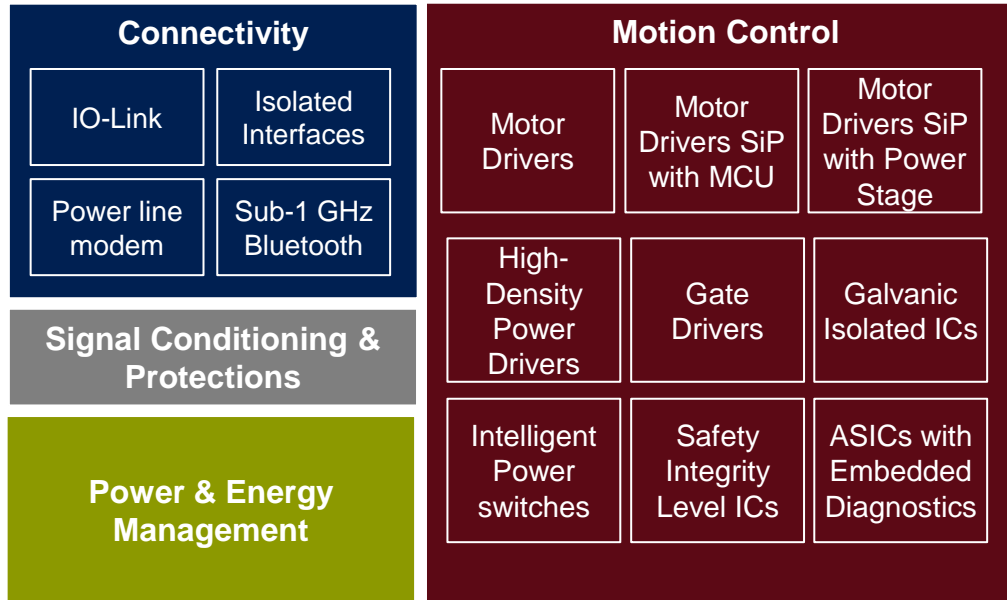 Connectivity
IO-Link
Isolated
Interfaces
Power line
modem
Sub-1 GHz
Bluetooth
Signal Conditioning &
Protections
Power & Energy
Management
Motion Control
Motor
Drivers
Motor
Drivers SiP
with MCU
Motor
Drivers SiP
with Power
Stage
High-
Density
Power
Drivers
Gate
Drivers
Galvanic
Isolated ICs
Intelligent
Power
switches
Safety
Integrity
Level ICs
ASICs with
Embedded
Diagnostics